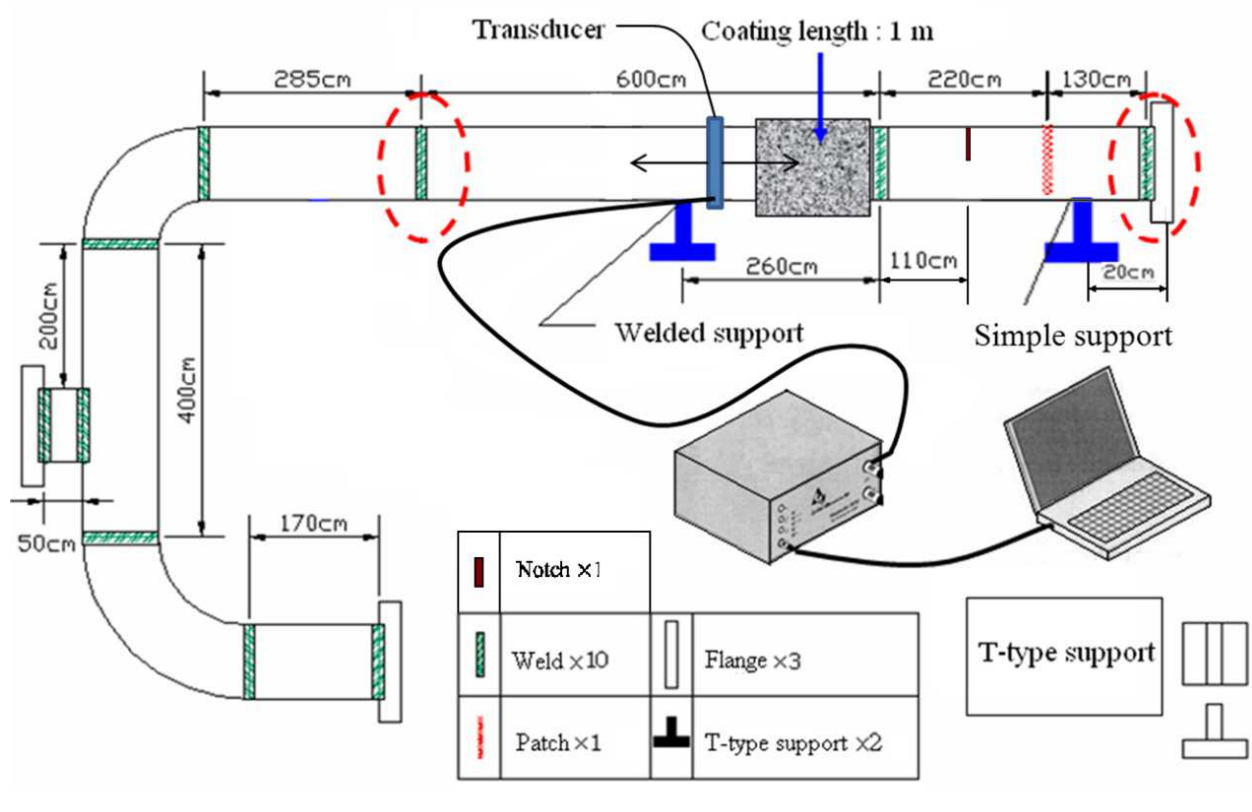 Transducer
Coating length : 1 m
285cm
600cm
220cm
130cm
260cm
110cm
20cm
Welded support
Simple support
200cm
400cm
50cm
170cm
Notch ×1
Weld ×10
Flange ×3
Patch ×1
T-type support ×2
T-type support